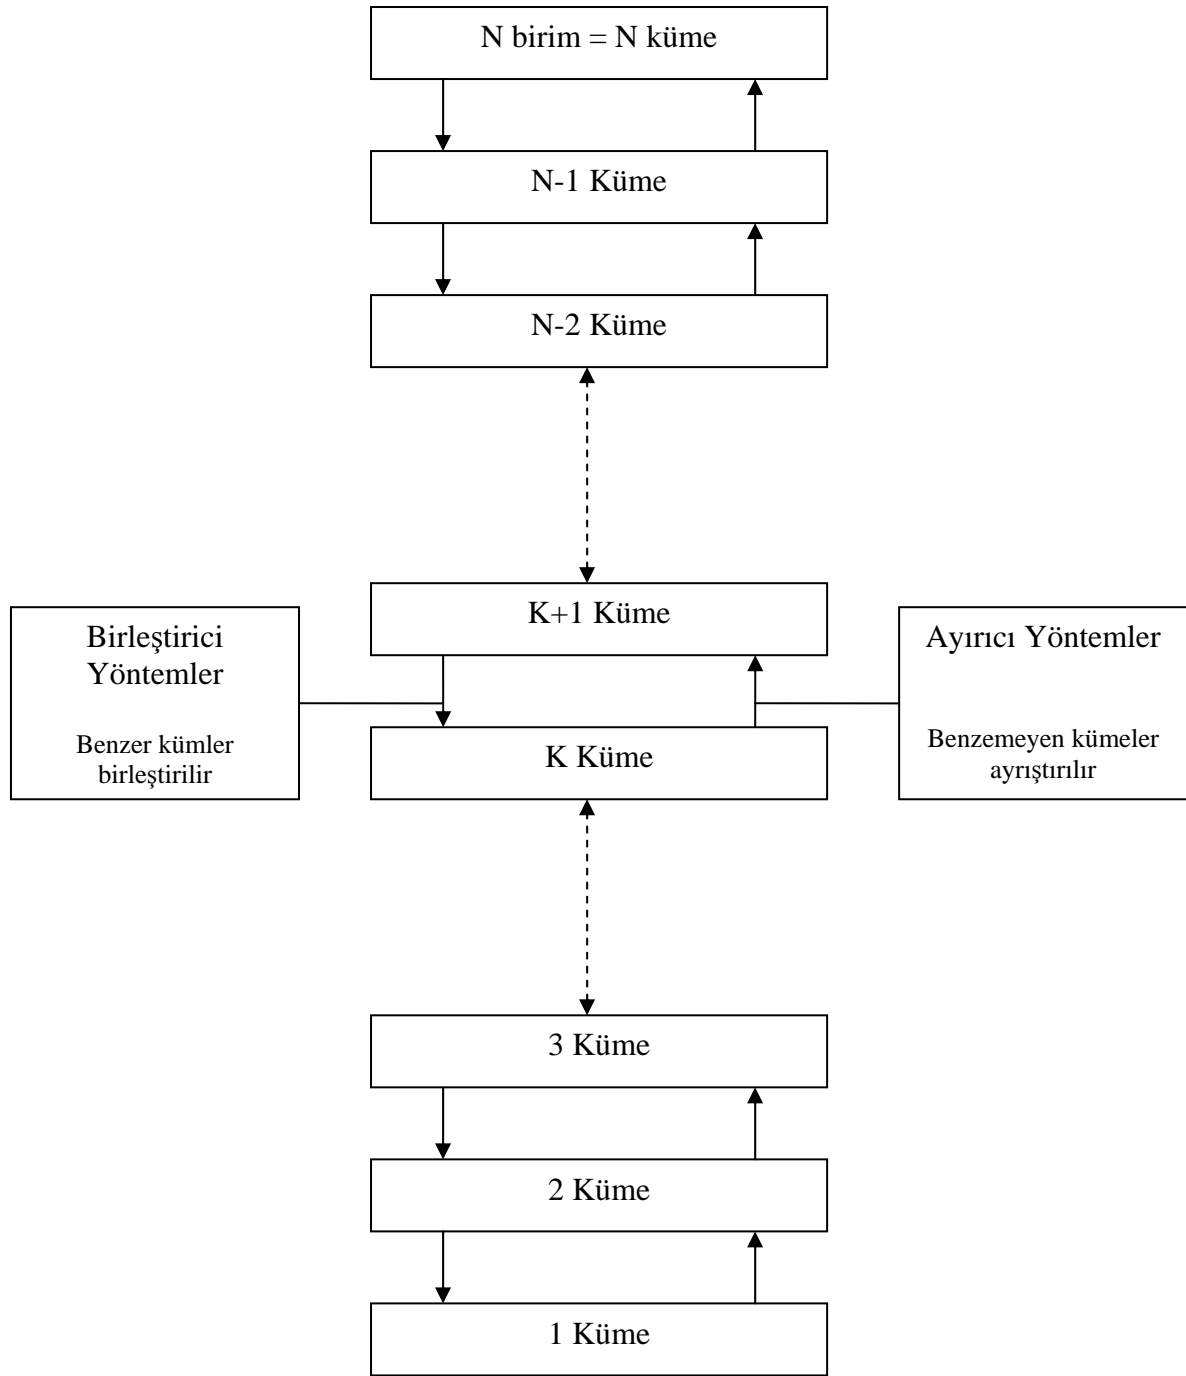 N birim = N küme
N-1 Küme
N-2 Küme
K+1 Küme
Birleştirici
Yöntemler
Benzer kümler
birleştirilir
Ayırıcı Yöntemler
Benzemeyen kümeler
ayrıştırılır
K Küme
3 Küme
2 Küme
1 Küme